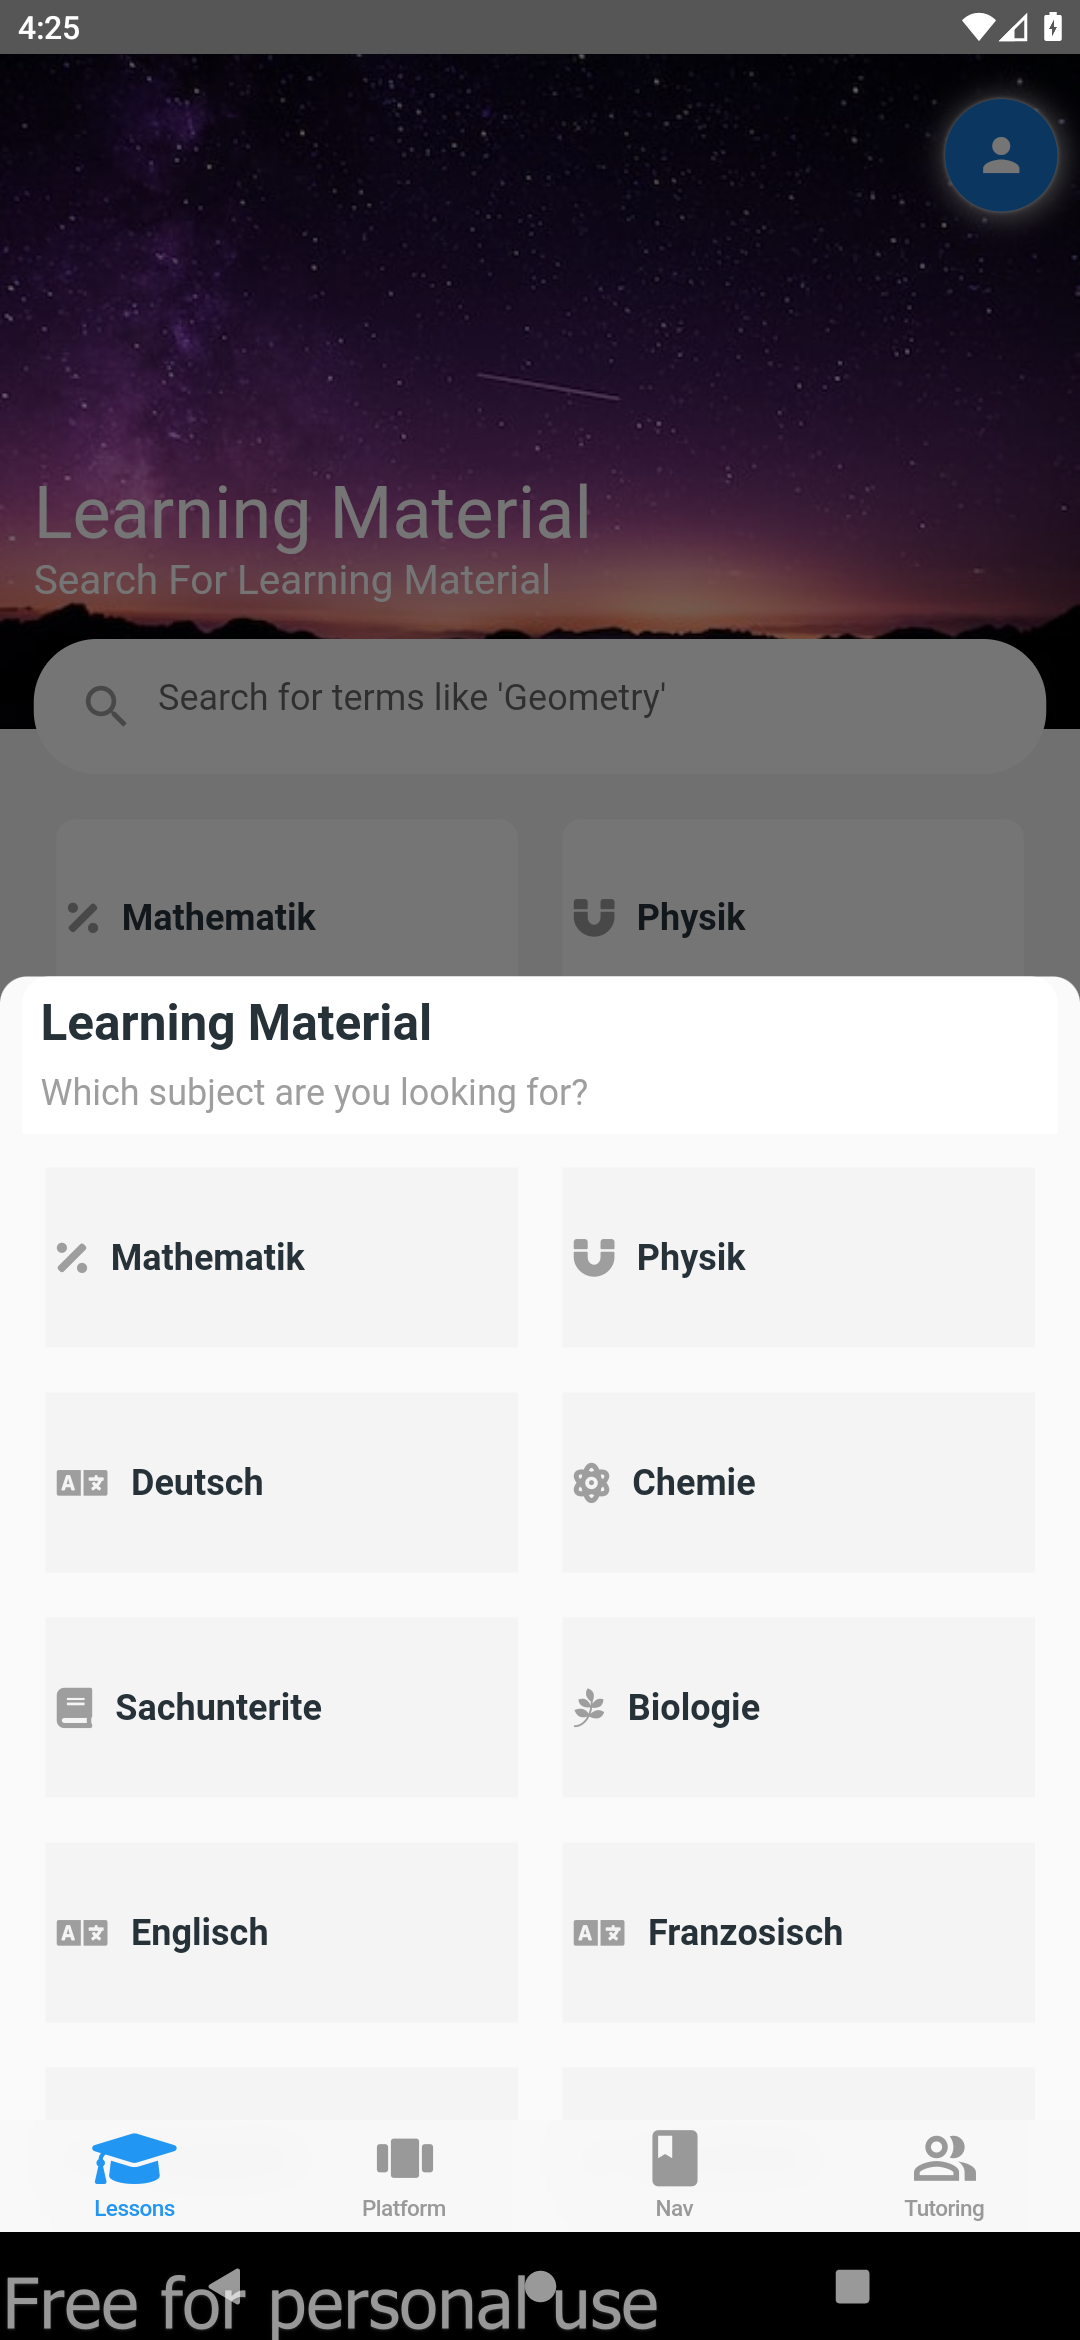 4:25
Learning Material
Search For Learning Material
Search for terms like 'Geometry'
Mathematik
Physik
Learning Material
Which subject are you looking for?
Mathematik
Physik
Deutsch
Chemie
Sachunterite
Biologie
Englisch
Franzosisch
Lessons
Platform
Nav
Tutoring
Free for personal use